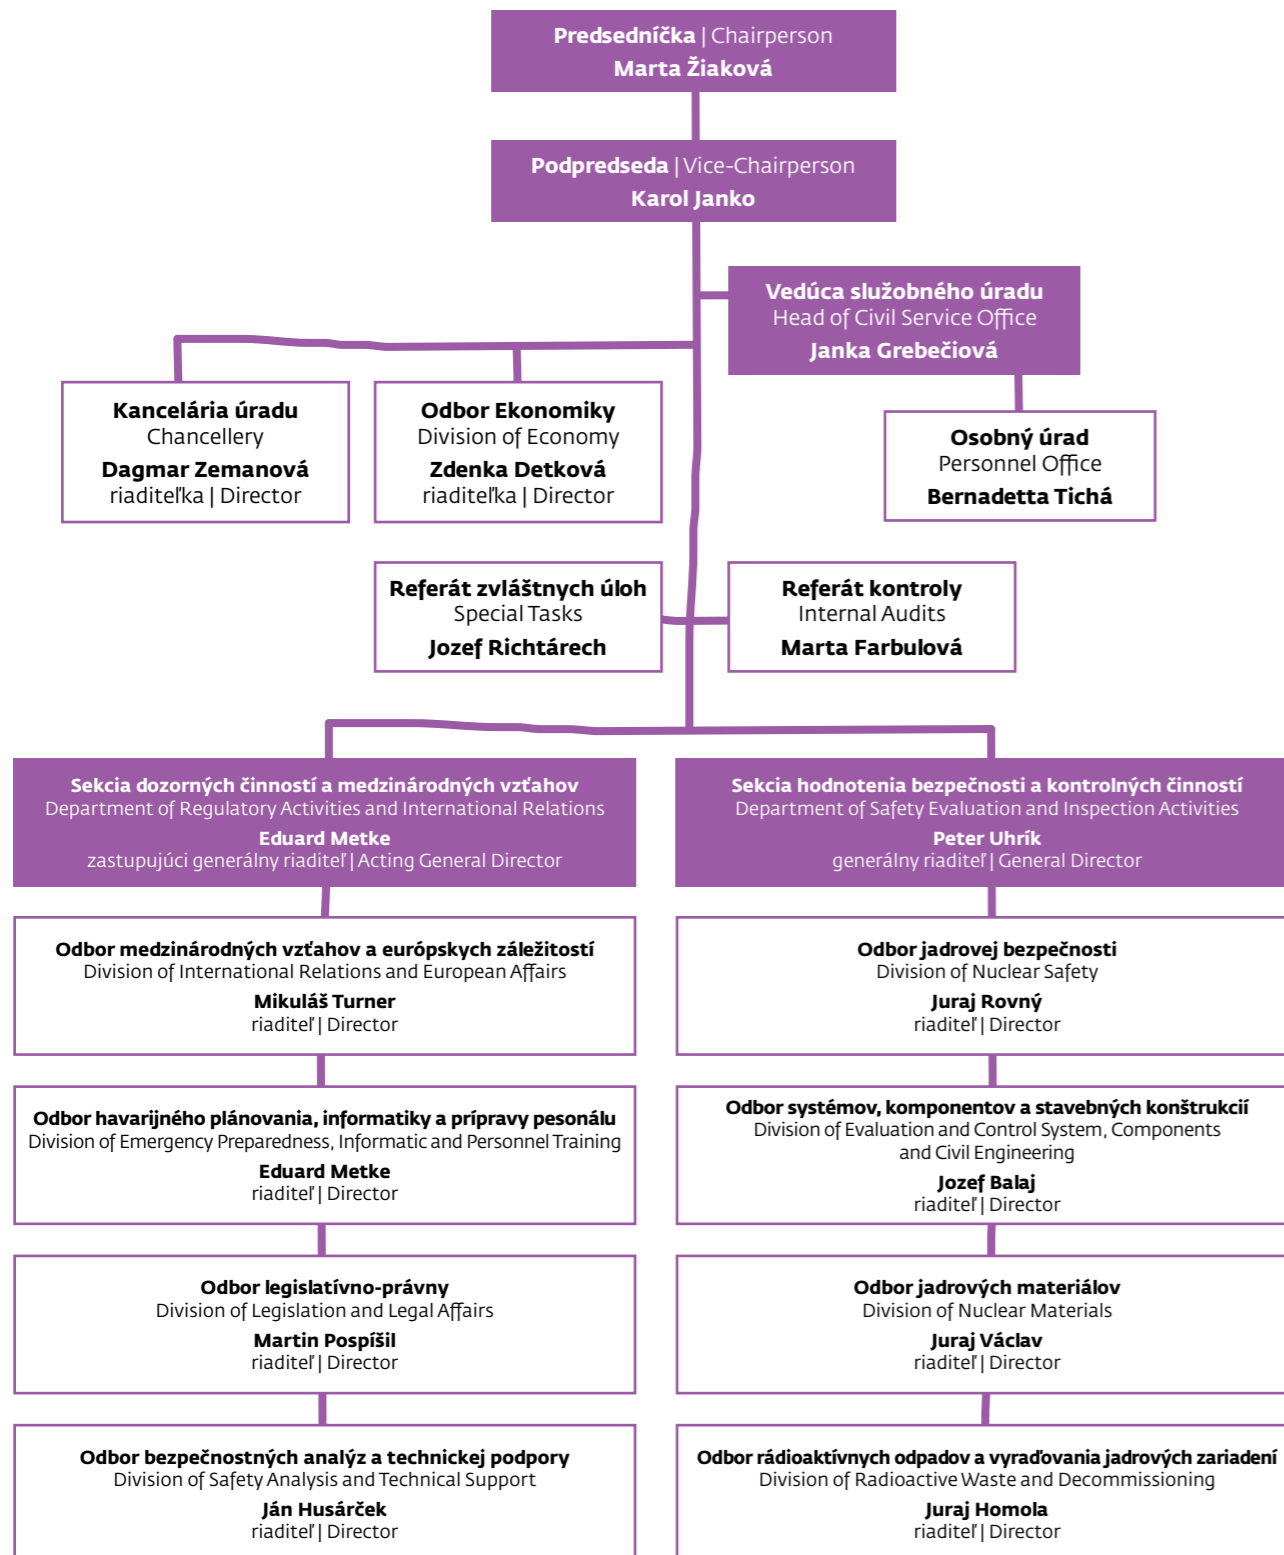 Predsedníčka | Chairperson
Marta Žiaková
Podpredseda | Vice-Chairperson
Karol Janko
Vedúca služobného úradu
Head of Civil Service Office
Janka Grebečiová
Kancelária úradu
Chancellery
Dagmar Zemanová
riaditeľka | Director
Odbor Ekonomiky
Division of Economy
Zdenka Detková
riaditeľka | Director
Osobný úrad
Personnel Office
Bernadetta Tichá
Referát zvláštnych úloh
Special Tasks
Jozef Richtárech
Referát kontroly
Internal Audits
Marta Farbulová
Sekcia dozorných činností a medzinárodných vzťahov
Department of Regulatory Activities and International Relations
Eduard Metke
zastupujúci generálny riaditeľ | Acting General Director
Odbor medzinárodných vzťahov a európskych záležitostí
Division of International Relations and European Affairs
Mikuláš Turner
riaditeľ | Director
Odbor havarijného plánovania, informatiky a prípravy pesonálu
Division of Emergency Preparedness, Informatic and Personnel Training
Eduard Metke
riaditeľ | Director
Odbor legislatívno-právny
Division of Legislation and Legal Affairs
Martin Pospíšil
riaditeľ | Director
Odbor bezpečnostných analýz a technickej podpory
Division of Safety Analysis and Technical Support
Ján Husárček
riaditeľ | Director
Sekcia hodnotenia bezpečnosti a kontrolných činností
Department of Safety Evaluation and Inspection Activities
Peter Uhrík
generálny riaditeľ | General Director
Odbor jadrovej bezpečnosti
Division of Nuclear Safety
Juraj Rovný
riaditeľ | Director
Odbor systémov, komponentov a stavebných konštrukcií
Division of Evaluation and Control System, Components
and Civil Engineering
Jozef Balaj
riaditeľ | Director
Odbor jadrových materiálov
Division of Nuclear Materials
Juraj Václav
riaditeľ | Director
Odbor rádioaktívnych odpadov a vyraďovania jadrových zariadení
Division of Radioactive Waste and Decommissioning
Juraj Homola
riaditeľ | Director